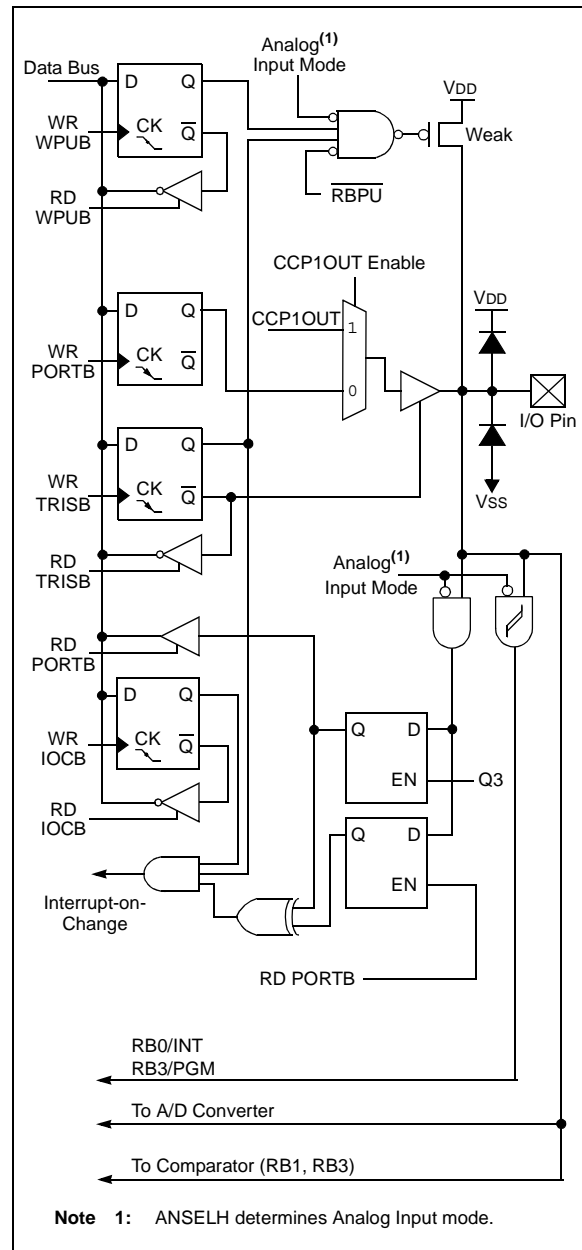 Analog(1)
Input Mode
Data Bus
D Q
VDD
WR
WPUB
CK
Q
Weak
RD
WPUB
RBPU
CCP1OUT Enable
D Q
CCP1OUT
1
VDD
WR
PORTB
CK
Q
0
I/O Pin
D Q
WR
TRISB
CK
Q
VSS
RD
TRISB
Analog(1)
Input Mode
RD
PORTB
D Q
Q D
WR
IOCB
CK
Q
EN
Q3
RD
IOCB
Q D
EN
Interrupt-on-
Change
RD PORTB
RB0/INT
RB3/PGM
To A/D Converter
To Comparator (RB1, RB3)
Note 1: ANSELH determines Analog Input mode.